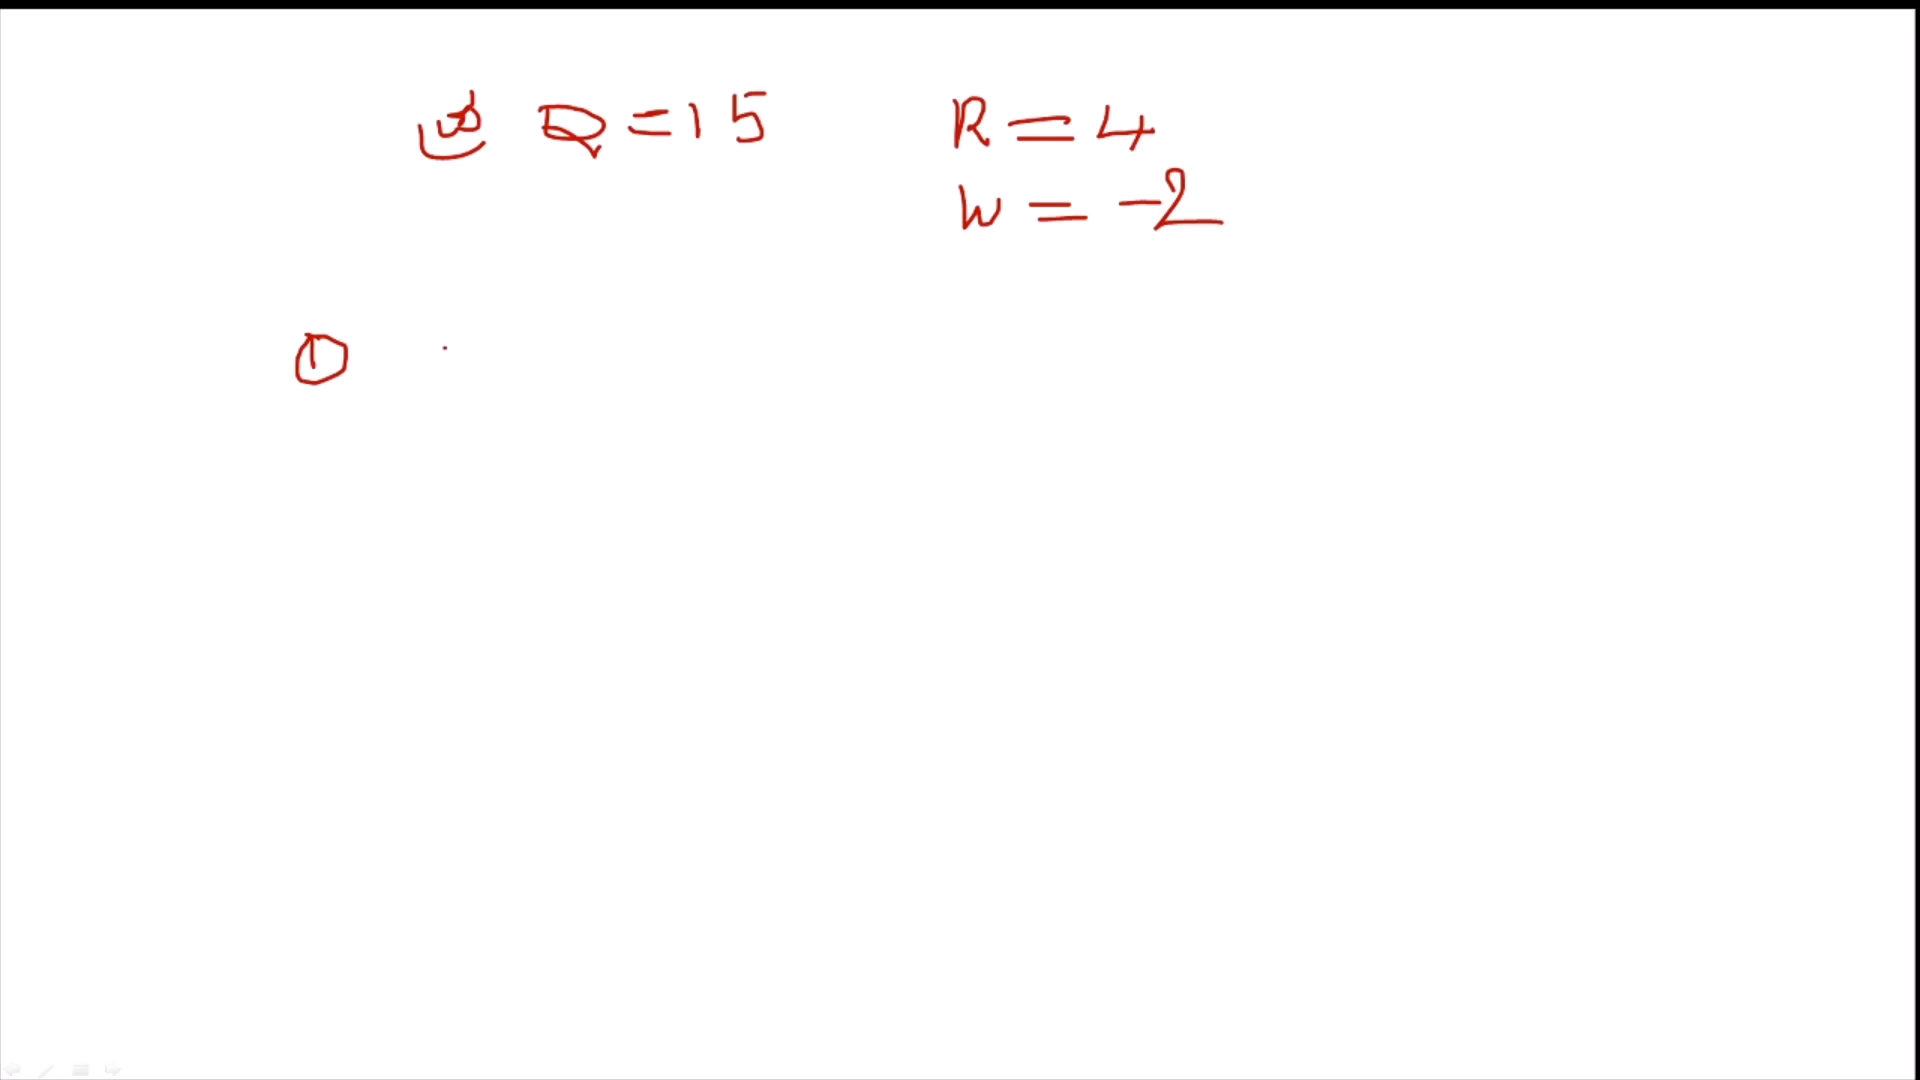 Q = 15 R = 4
W = -2
①